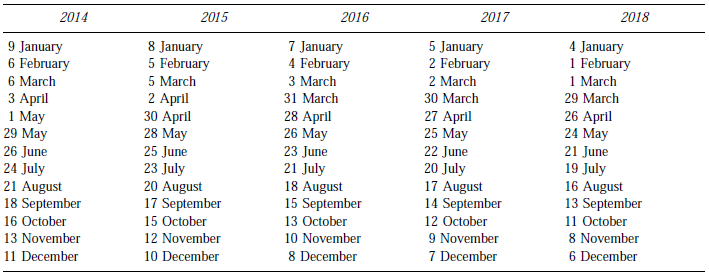 2014 2015 2016 2017 2018
9 January 8 January 7 January 5 January 4 January
6 February 5 February 4 February 2 February 1 February
6 March 5 March 3 March 2 March 1 March
3 April 2 April 31 March 30 March 29 March
1 May 30 April 28 April 27 April 26 April
29 May 28 May 26 May 25 May 24 May
26 June 25 June 23 June 22 June 21 June
24 July 23 July 21 July 20 July 19 July
21 August 20 August 18 August 17 August 16 August
18 September 17 September 15 September 14 September 13 September
16 October 15 October 13 October 12 October 11 October
13 November 12 November 10 November 9 November 8 November
11 December 10 December 8 December 7 December 6 December